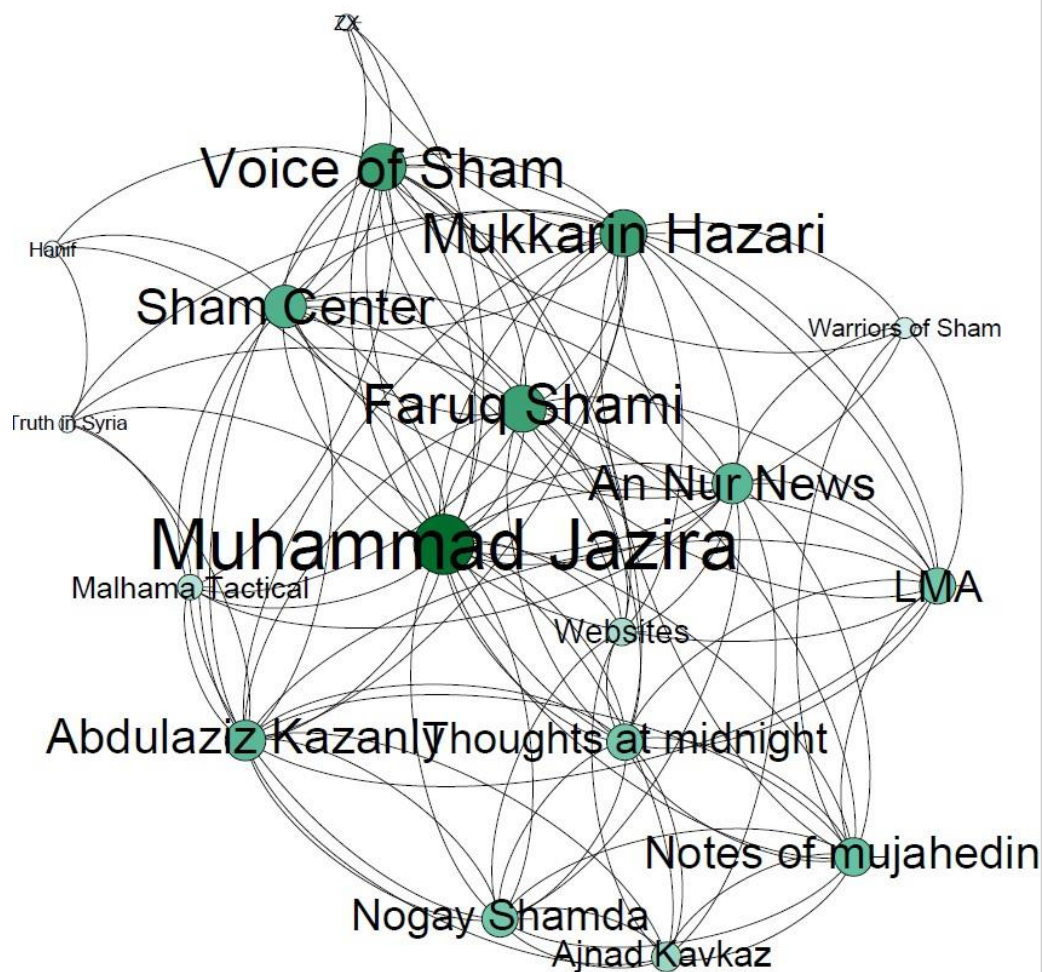 ZX
Voice of Sham
Mukkarin Hazari
Hanif
Sham Center
Warriors of Sham
Faruq Shami
Truth in Syria
An Nur News
Muhammad Jazira
Malhama Tactical
LMA
Websites
Abdulaziz Kazanly
Thoughts at midnight
Notes of mujahedin
Nogay Shamda
Ajnad Kavkaz